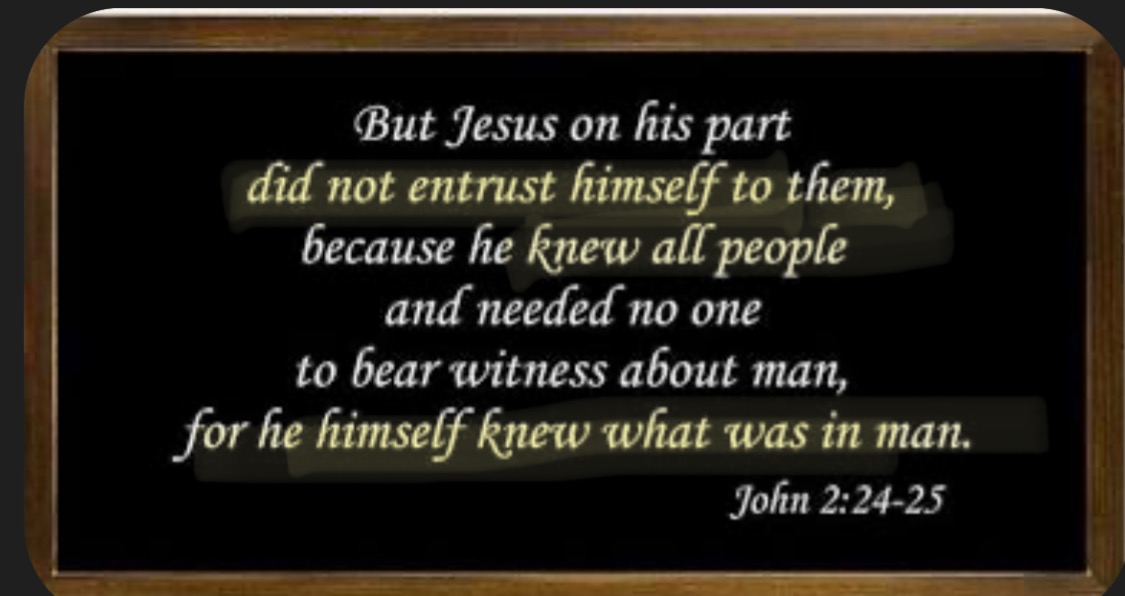 But Jesus on his part
did not entrust himself to them,
because he knew all people
and needed no one
to bear witness about man,
for he himself knew what was in man.
John 2:24-25